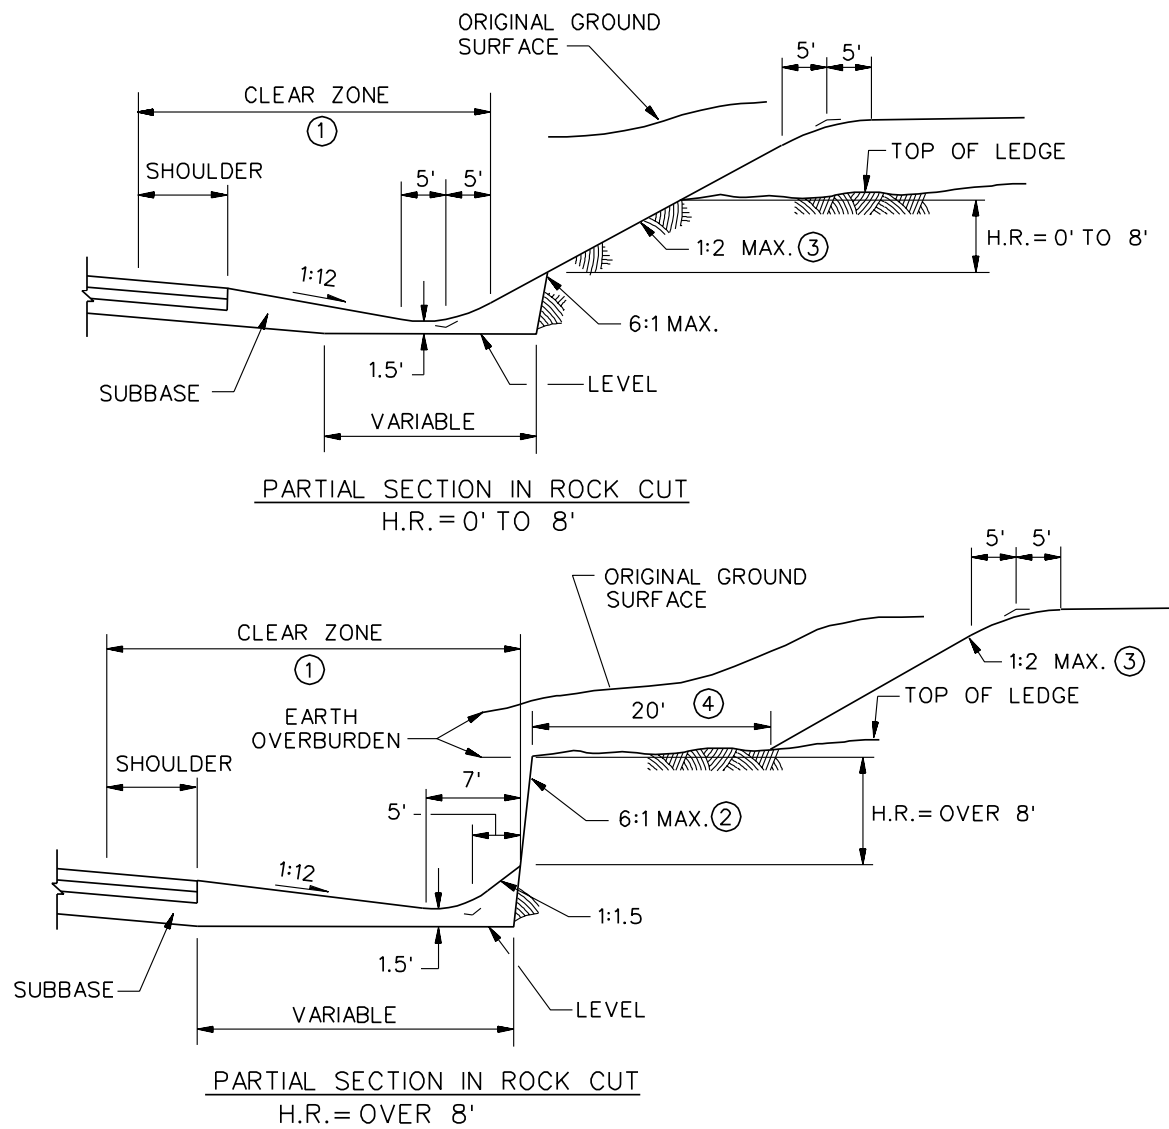 ORIGINAL GROUND
SURFACE
5' 5'
CLEAR ZONE
1
SHOULDER
5' 5'
TOP OF LEDGE
1:2 MAX. 3
H.R.= 0' TO 8'
1:12
6:1 MAX.
1.5'
SUBBASE
LEVEL
VARIABLE
PARTIAL SECTION IN ROCK CUT
H.R.= 0' TO 8'
5' 5'
ORIGINAL GROUND
SURFACE
CLEAR ZONE
1
1:2 MAX. 3
TOP OF LEDGE
20' 4
EARTH
OVERBURDEN
SHOULDER
7'
5'
6:1 MAX. 2
H.R.= OVER 8'
1:12
1:1.5
1.5'
SUBBASE
LEVEL
VARIABLE
PARTIAL SECTION IN ROCK CUT
H.R.= OVER 8'